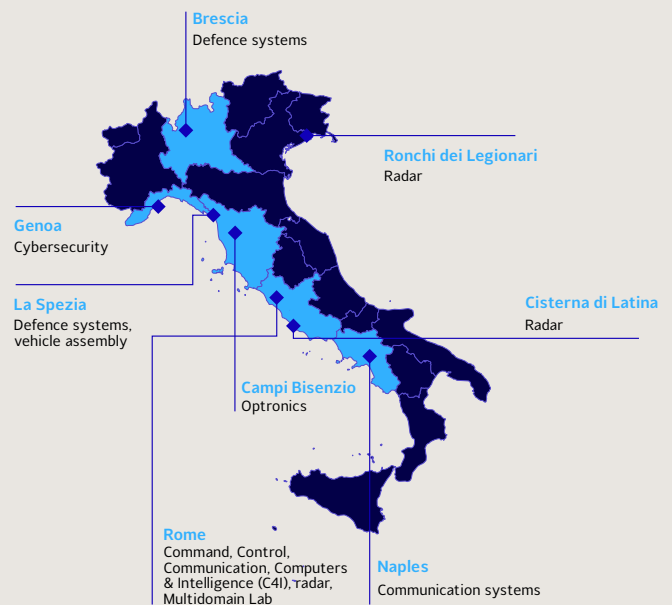 Brescia
Defence systems
Ronchi dei Legionari
Radar
Genoa
Cybersecurity
La Spezia
Defence systems,
vehicle assembly
Cisterna di Latina
Radar
Campi Bisenzio
Optronics
Rome
Command, Control,
Communication, Computers
& Intelligence (C4I), radar,
Multidomain Lab
Naples
Communication systems